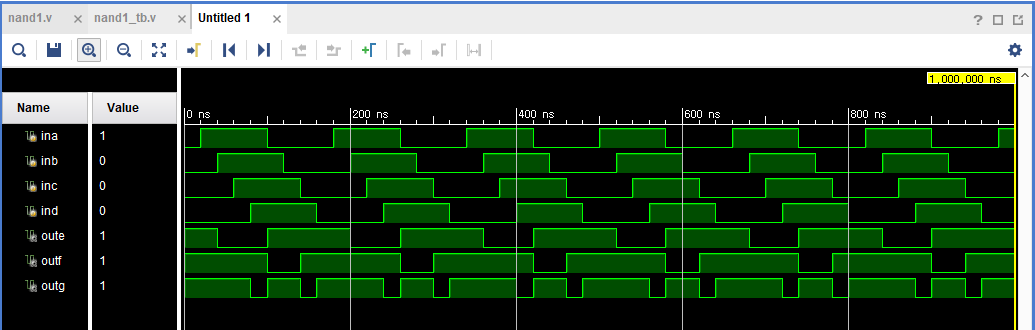 nand1.v × nand1_tb.v × Untitled 1 ×
?
1,000,000 ns
Name Value
0 ns 200 ns 400 ns 600 ns 800 ns
ina 1
inb 0
inc 0
ind 0
oute 1
outf 1
outg 1